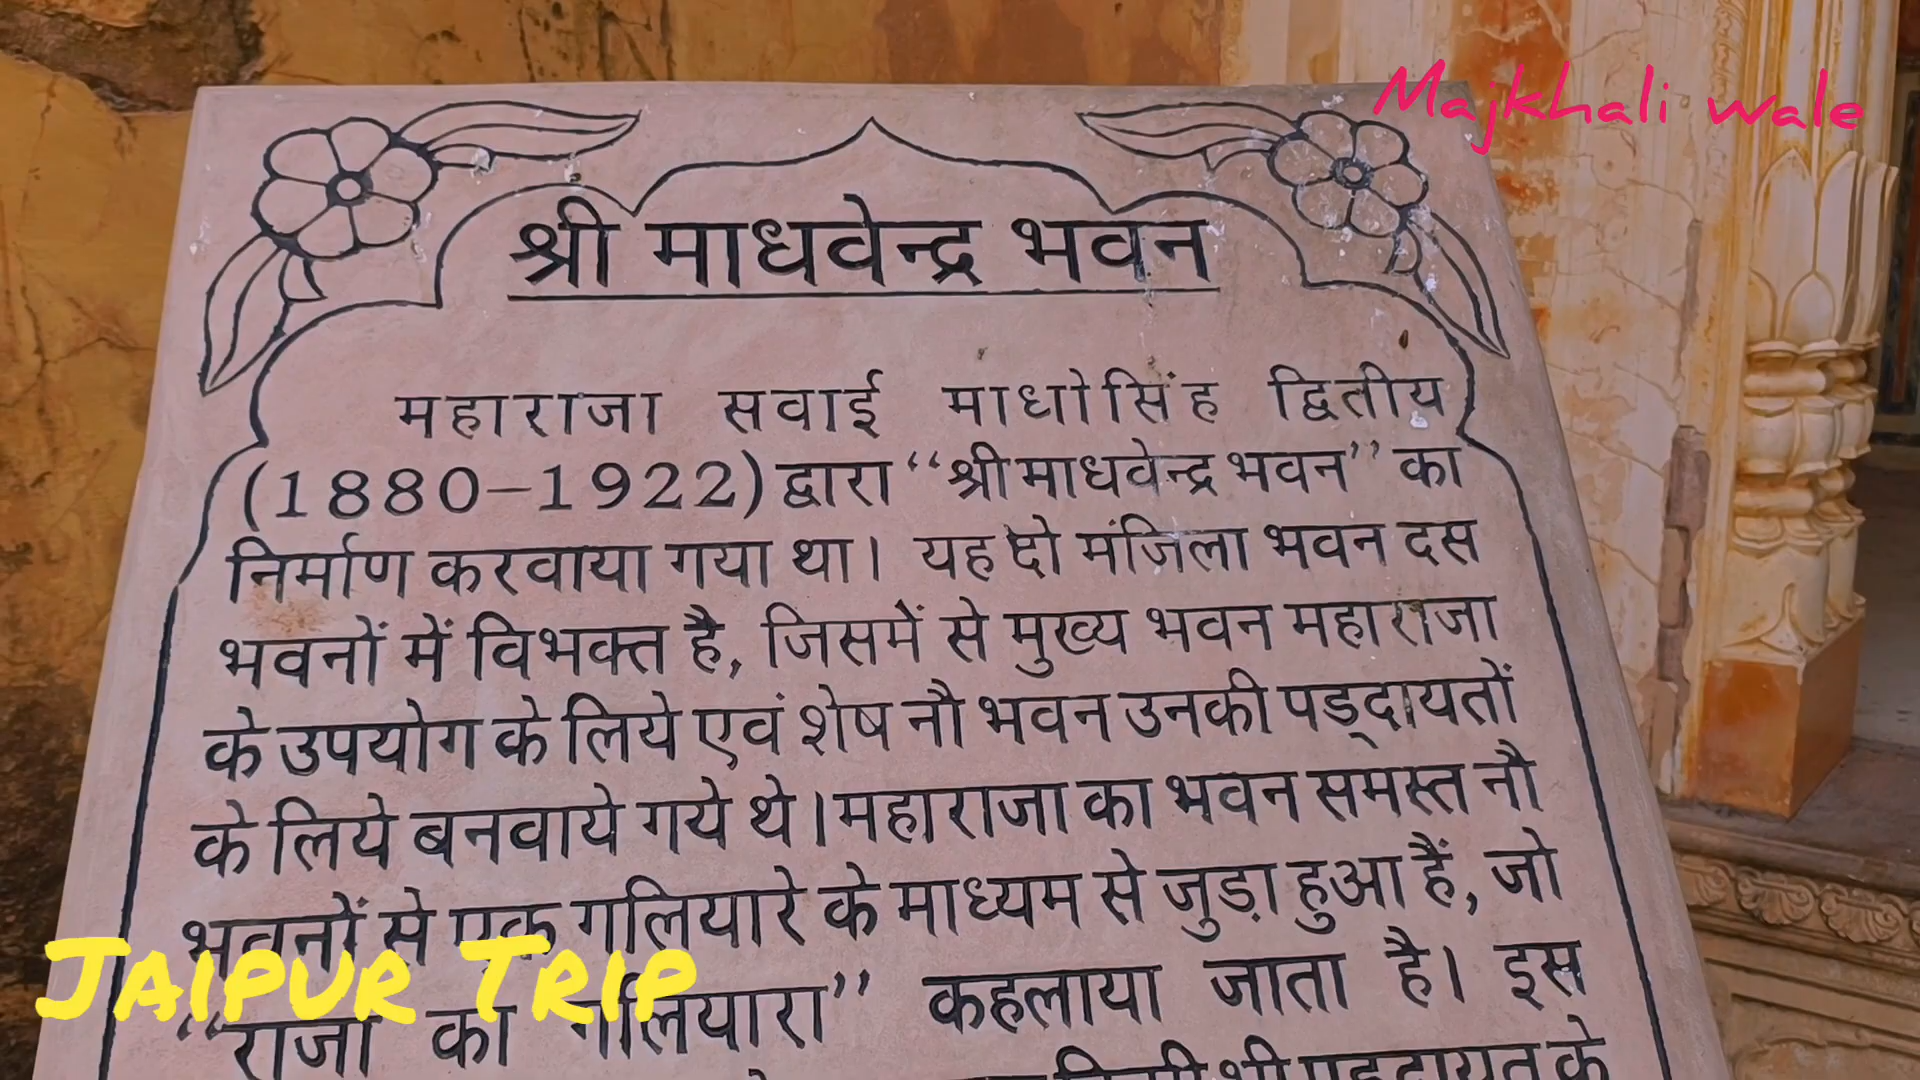 Majkhali wale
श्री माधवेन्द्र भवन
महाराजा सवाई माधोसिंह द्वितीय
(1880-1922) द्वारा “श्री माधवेन्द्र भवन” का
निर्माण करवाया गया था। यह दो मंजिला भवन दस
भवनों में विभक्त है, जिसमें से मुख्य भवन महाराजा
के उपयोग के लिये एवं शेष नौ भवन उनकी पड्दायतों
के लिये बनवाये गये थे। महाराजा का भवन समस्त नौ
भवनों से एक गलियारे के माध्यम से जुड़ा हुआ हैं, जो
“राजा का गलियारा” कहलाया जाता है। इस
Jaipur Trip